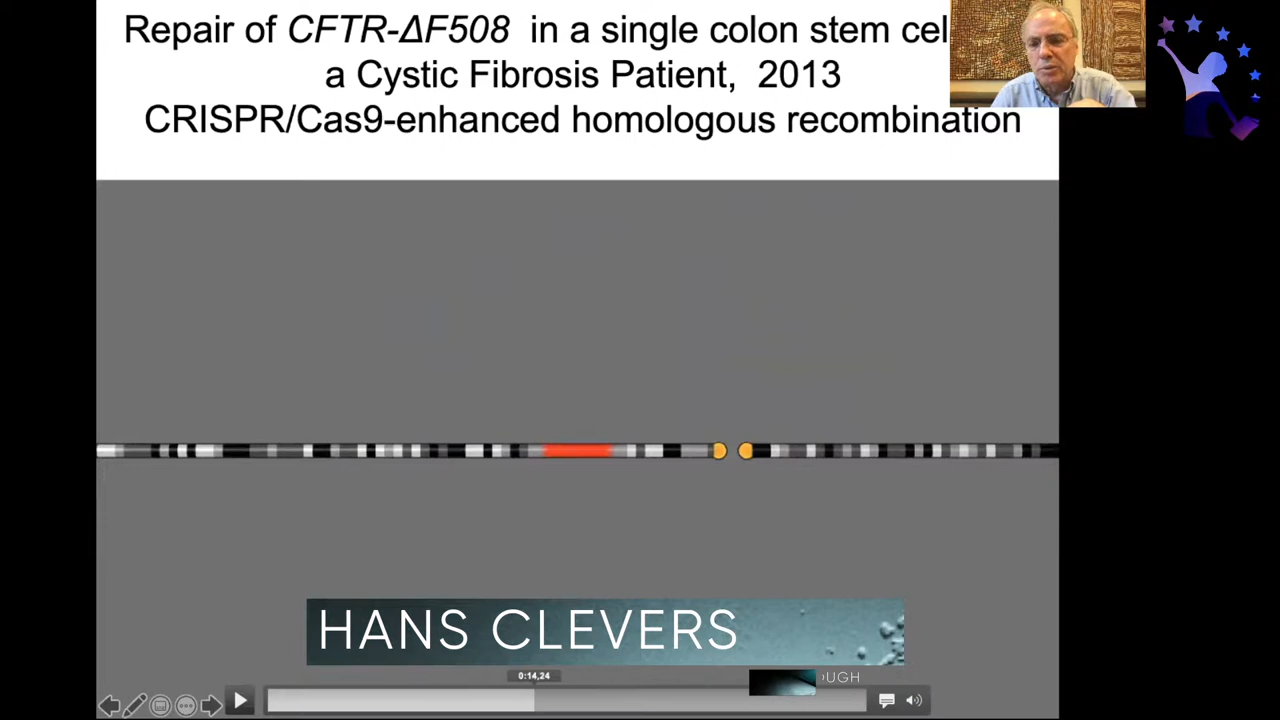 Repair of CFTR-ΔF508 in a single colon stem cel
a Cystic Fibrosis Patient, 2013
CRISPR/Cas9-enhanced homologous recombination
HANS CLEVERS
0:14,24
OUGH